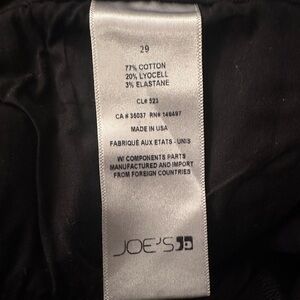 29
77% COTTON
20% LYOCELL
3% ELASTANE
CL# 523
CA # 35037 RN# 149497
MADE IN USA
FABRIQUÉ AUX ETATS - UNIS
W/ COMPONENTS PARTS
MANUFACTURED AND IMPORT
FROM FOREIGN COUNTRIES
JOE'S